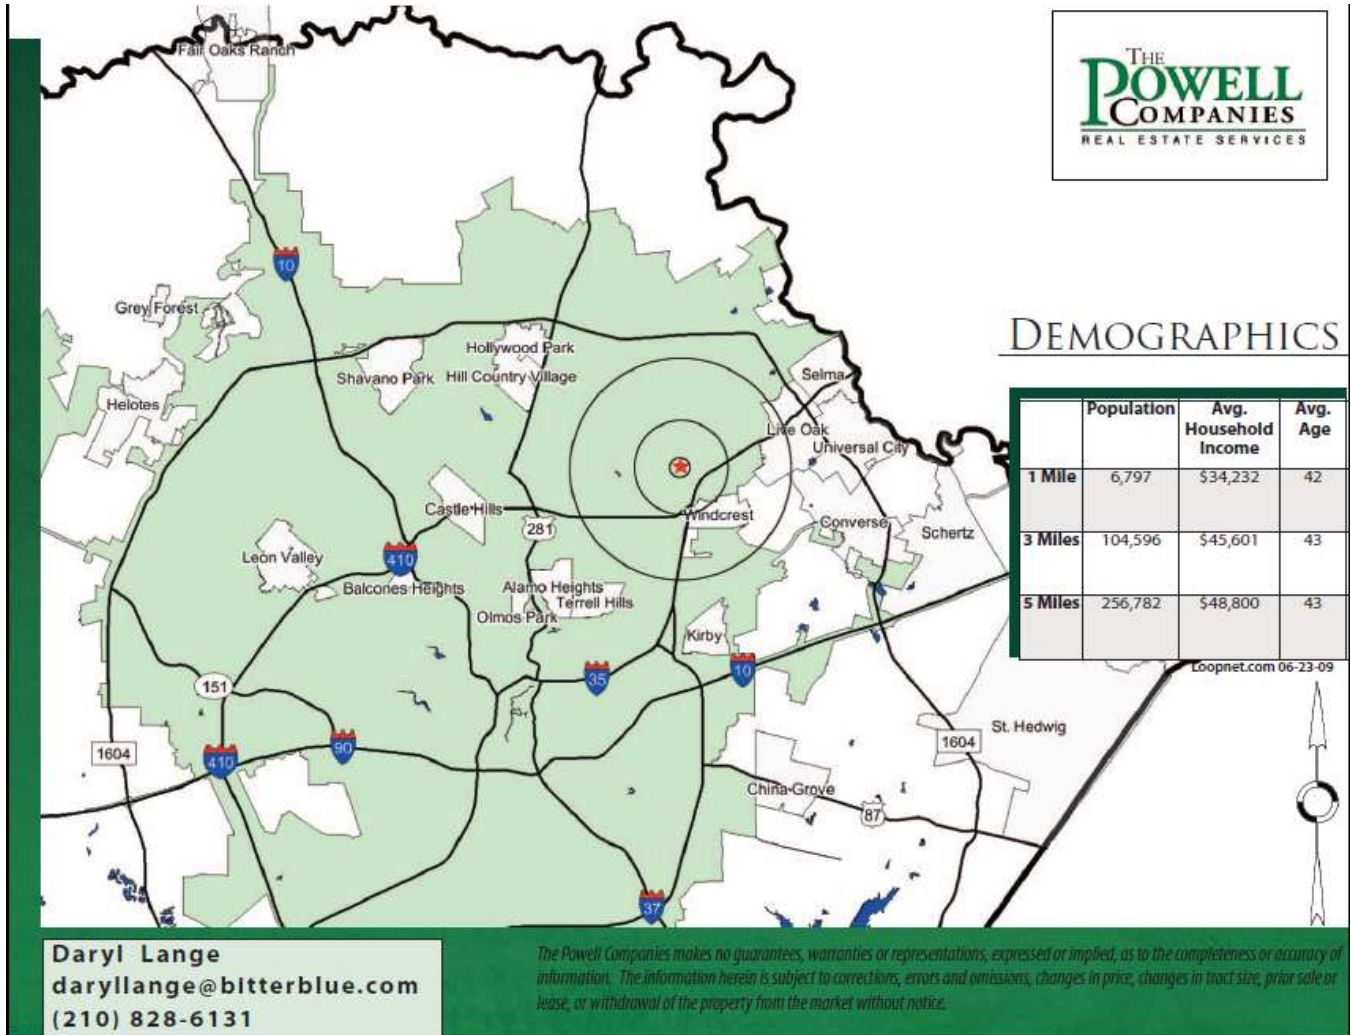 Fair Oaks Ranch
THE
POWELL
COMPANIES
REAL ESTATE SERVICES
10
Grey Forest
DEMOGRAPHICS
Hollywood Park
Shavano Park
Hill Country Village
Selma
Helotes
Live Oak
Universal City
Population
Avg. Household Income
Avg. Age
1 Mile 6,797 $34,232 42
3 Miles 104,596 $45,601 43
5 Miles 256,782 $48,800 43
Loopnet.com 06-23-09
Castle Hills
281
Windcrest
Converse
Schertz
Leon Valley
410
Balcones Heights
Alamo Heights
Terrell Hills
Olmos Park
Kirby
10
35
151
1604
410
90
St. Hedwig
1604
China Grove
87
37
Daryl Lange
daryllange@bitterblue.com
(210) 828-6131
The Powell Companies makes no guarantees, warranties or representations, expressed or implied, as to the completeness or accuracy of
information. The information herein is subject to corrections, errors and omissions, changes in price, changes in tract size, prior sale or
lease, or withdrawal of the property from the market without notice.